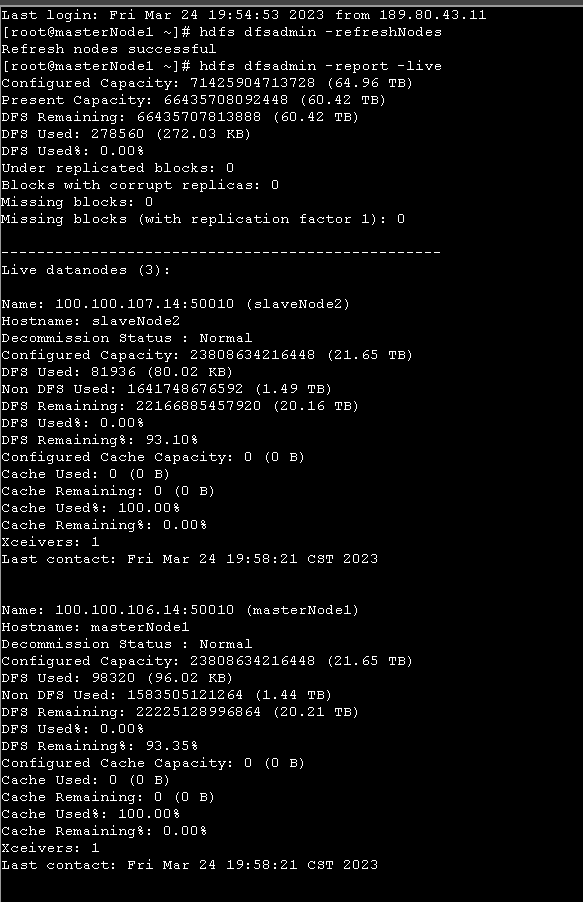 Last login: Fri Mar 24 19:54:53 2023 from 189.80.43.11
[root@masterNode1 ~]# hdfs dfsadmin -refreshNodes
Refresh nodes successful
[root@masterNode1 ~]# hdfs dfsadmin -report -live
Configured Capacity: 71425904713728 (64.96 TB)
Present Capacity: 66435708092448 (60.42 TB)
DFS Remaining: 66435707813888 (60.42 TB)
DFS Used: 278560 (272.03 KB)
DFS Used%: 0.00%
Under replicated blocks: 0
Blocks with corrupt replicas: 0
Missing blocks: 0
Missing blocks (with replication factor 1): 0
-------------------------------------------------
Live datanodes (3):
Name: 100.100.107.14:50010 (slaveNode2)
Hostname: slaveNode2
Decommission Status : Normal
Configured Capacity: 23808634216448 (21.65 TB)
DFS Used: 81936 (80.02 KB)
Non DFS Used: 1641748676592 (1.49 TB)
DFS Remaining: 22166885457920 (20.16 TB)
DFS Used%: 0.00%
DFS Remaining%: 93.10%
Configured Cache Capacity: 0 (0 B)
Cache Used: 0 (0 B)
Cache Remaining: 0 (0 B)
Cache Used%: 100.00%
Cache Remaining%: 0.00%
Xceivers: 1
Last contact: Fri Mar 24 19:58:21 CST 2023
Name: 100.100.106.14:50010 (masterNode1)
Hostname: masterNode1
Decommission Status : Normal
Configured Capacity: 23808634216448 (21.65 TB)
DFS Used: 98320 (96.02 KB)
Non DFS Used: 1583505121264 (1.44 TB)
DFS Remaining: 22225128996864 (20.21 TB)
DFS Used%: 0.00%
DFS Remaining%: 93.35%
Configured Cache Capacity: 0 (0 B)
Cache Used: 0 (0 B)
Cache Remaining: 0 (0 B)
Cache Used%: 100.00%
Cache Remaining%: 0.00%
Xceivers: 1
Last contact: Fri Mar 24 19:58:21 CST 2023